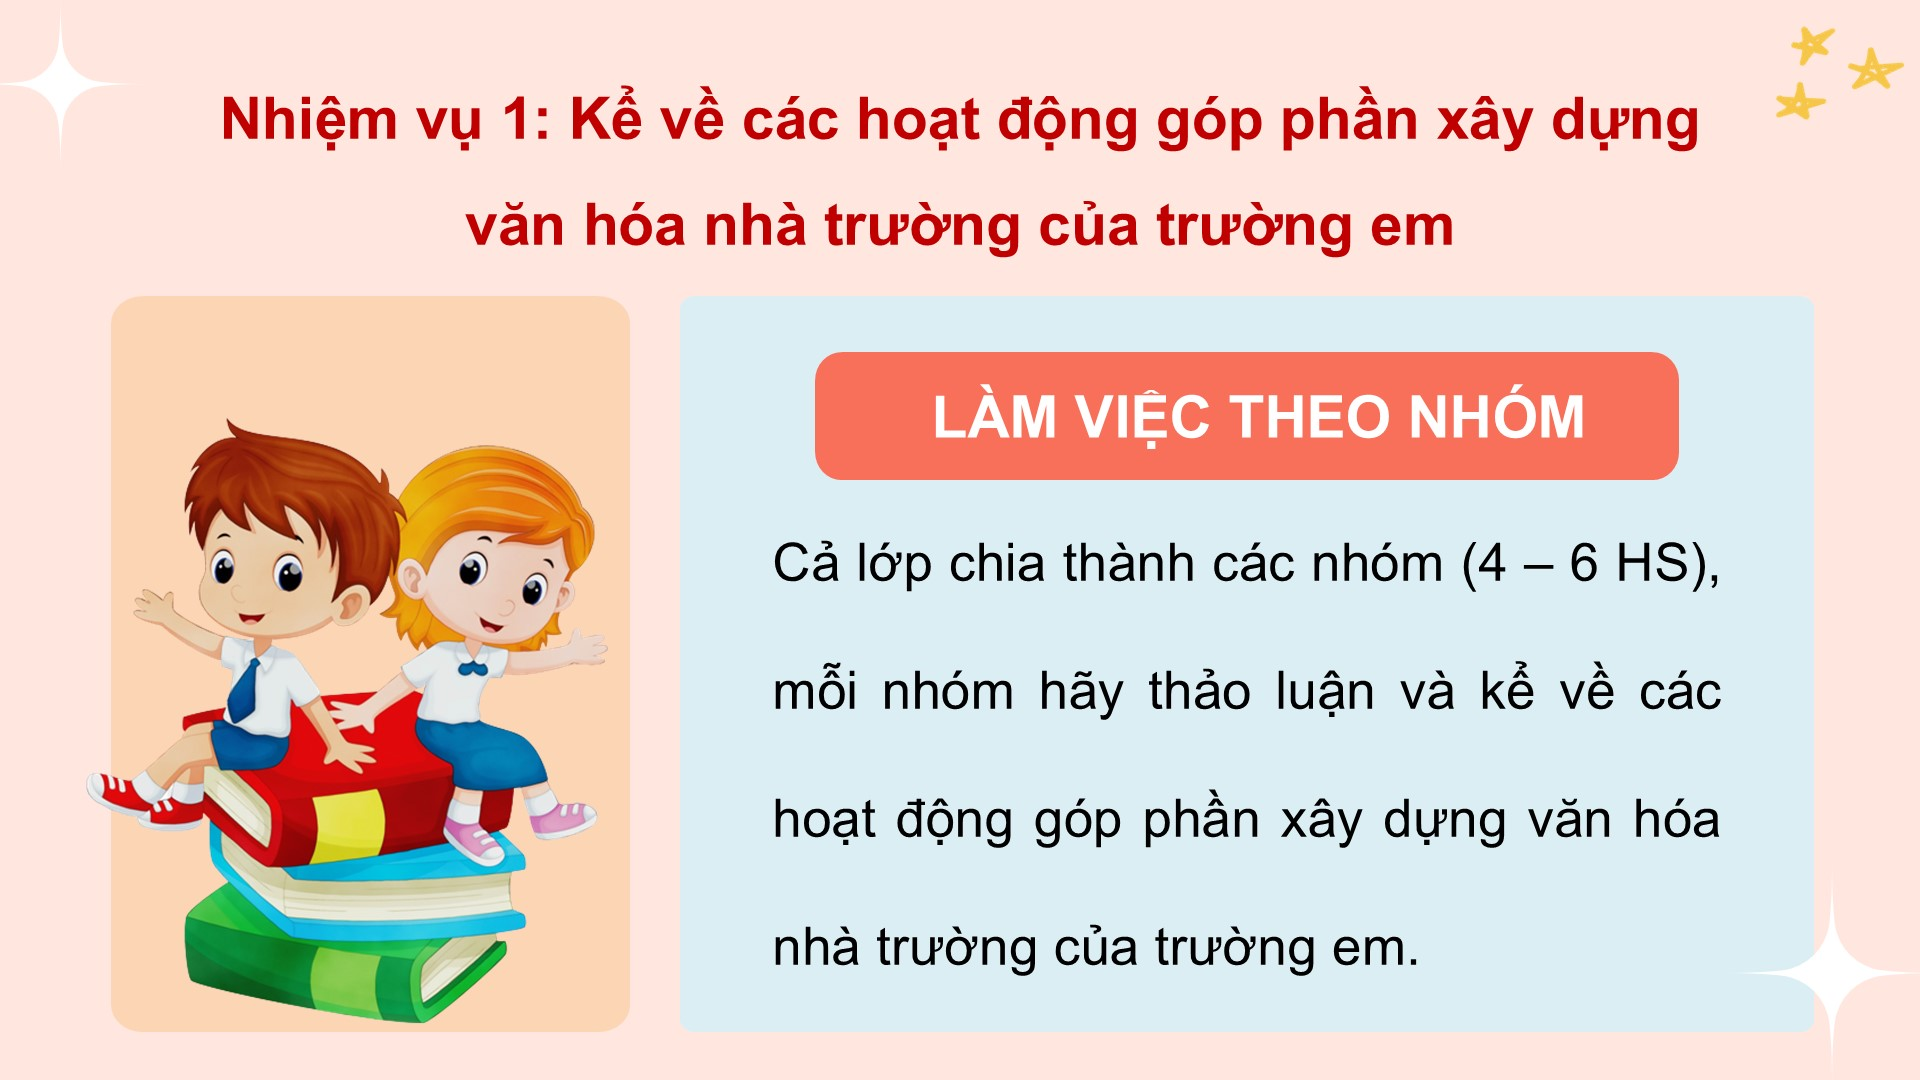 Nhiệm vụ 1: Kể về các hoạt động góp phần xây dựng
văn hóa nhà trường của trường em
LÀM VIỆC THEO NHÓM
Cả lớp chia thành các nhóm (4 – 6 HS),
mỗi nhóm hãy thảo luận và kể về các
hoạt động góp phần xây dựng văn hóa
nhà trường của trường em.